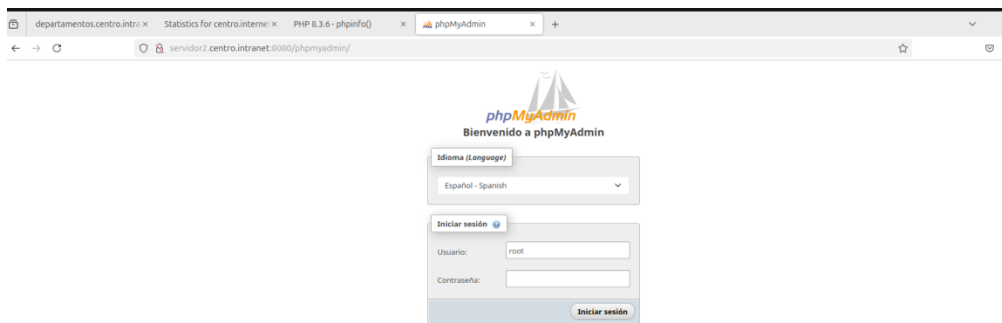 departamentos.centro.intra
Statistics for centro.internet
PHP 8.3.6 - phpinfo()
phpMyAdmin
servidor2.centro.intranet:8080/phpmyadmin/
phpMyAdmin
Bienvenido a phpMyAdmin
Idioma (Language)
Español - Spanish
Iniciar sesión
Usuario: root
Contraseña:
Iniciar sesión